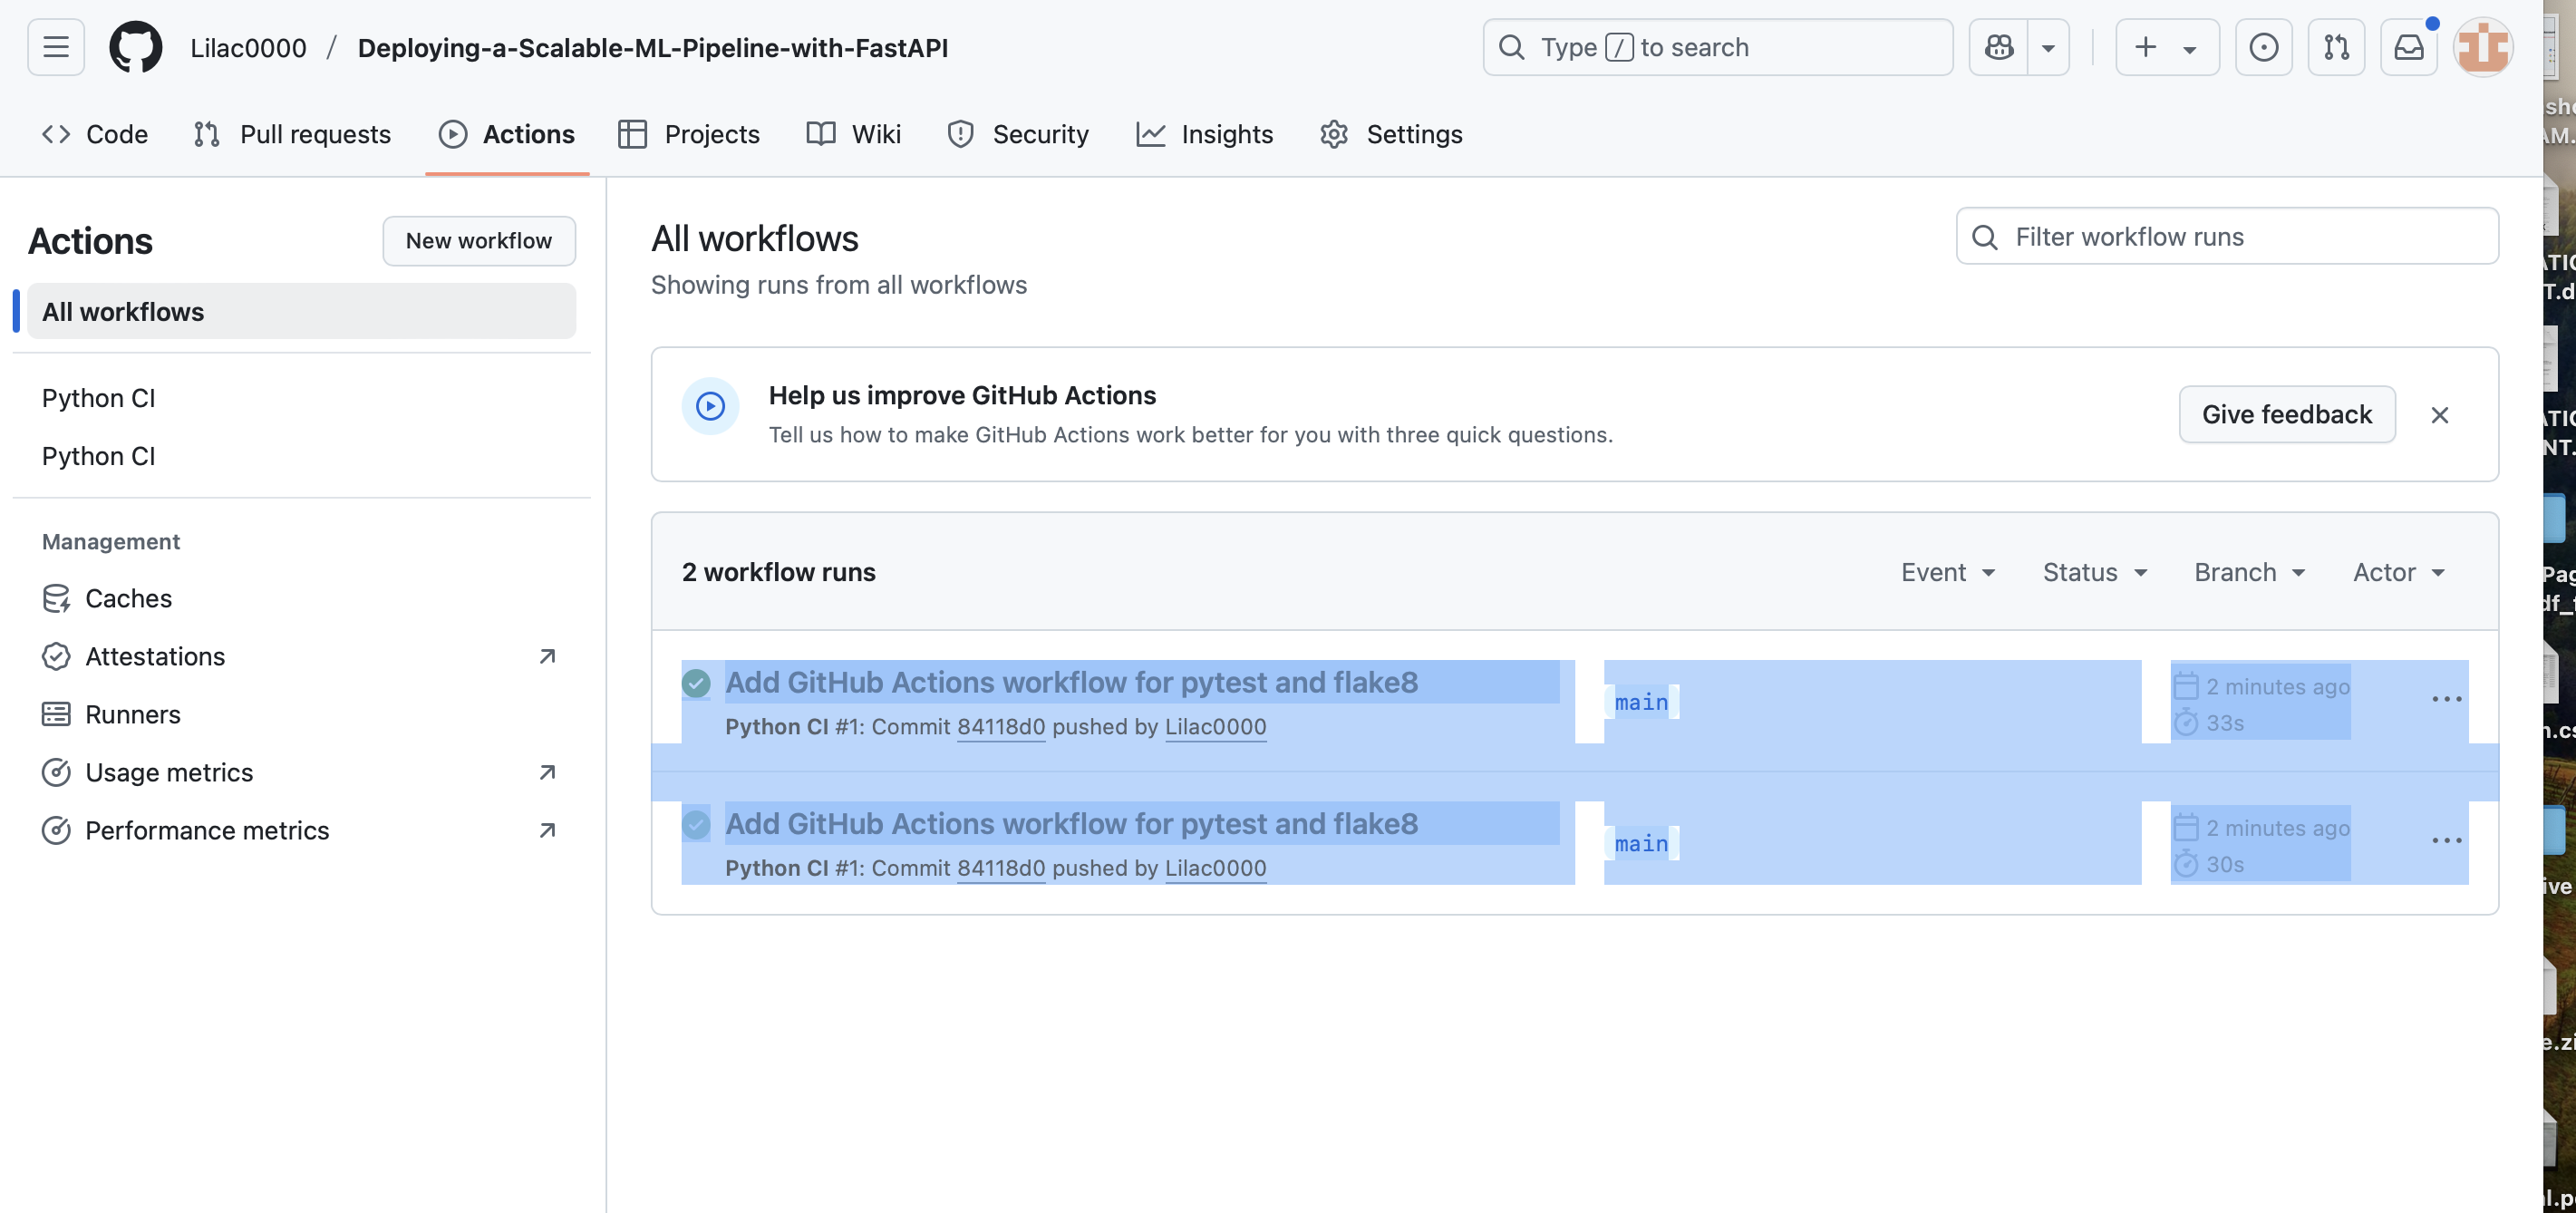 Lilac0000 / Deploying-a-Scalable-ML-Pipeline-with-FastAPI
Type / to search
Code
Pull requests
Actions
Projects
Wiki
Security
Insights
Settings
Actions
New workflow
All workflows
Python CI
Python CI
Management
Caches
Attestations
Runners
Usage metrics
Performance metrics
All workflows
Showing runs from all workflows
Filter workflow runs
Help us improve GitHub Actions
Tell us how to make GitHub Actions work better for you with three quick questions.
Give feedback
2 workflow runs
Event
Status
Branch
Actor
Add GitHub Actions workflow for pytest and flake8
Python CI #1: Commit 84118d0 pushed by Lilac0000
main
2 minutes ago
33s
Add GitHub Actions workflow for pytest and flake8
Python CI #1: Commit 84118d0 pushed by Lilac0000
main
2 minutes ago
30s